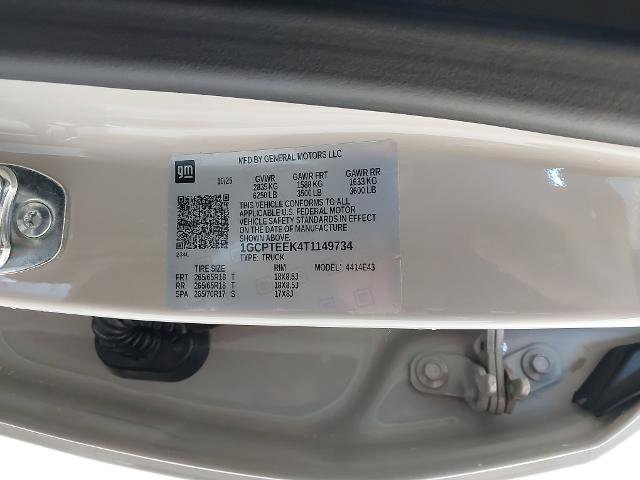 gm
MFD BY GENERAL MOTORS LLC
10/25 GVWR GAWR FRT GAWR RR
2835 KG 1588 KG 1633 KG
6250 LB 3500 LB 3600 LB
THIS VEHICLE CONFORMS TO ALL
APPLICABLE U.S. FEDERAL MOTOR
VEHICLE SAFETY STANDARDS IN EFFECT
ON THE DATE OF MANUFACTURE
SHOWN ABOVE.
1GCPTEEK4T1149734
TYPE: TRUCK MODEL: 4414E43
TIRE SIZE RIM
FRT 265/65R18 T 18X8.5J
RR 265/65R18 T 18X8.5J
SPA 265/70R17 S 17X8J